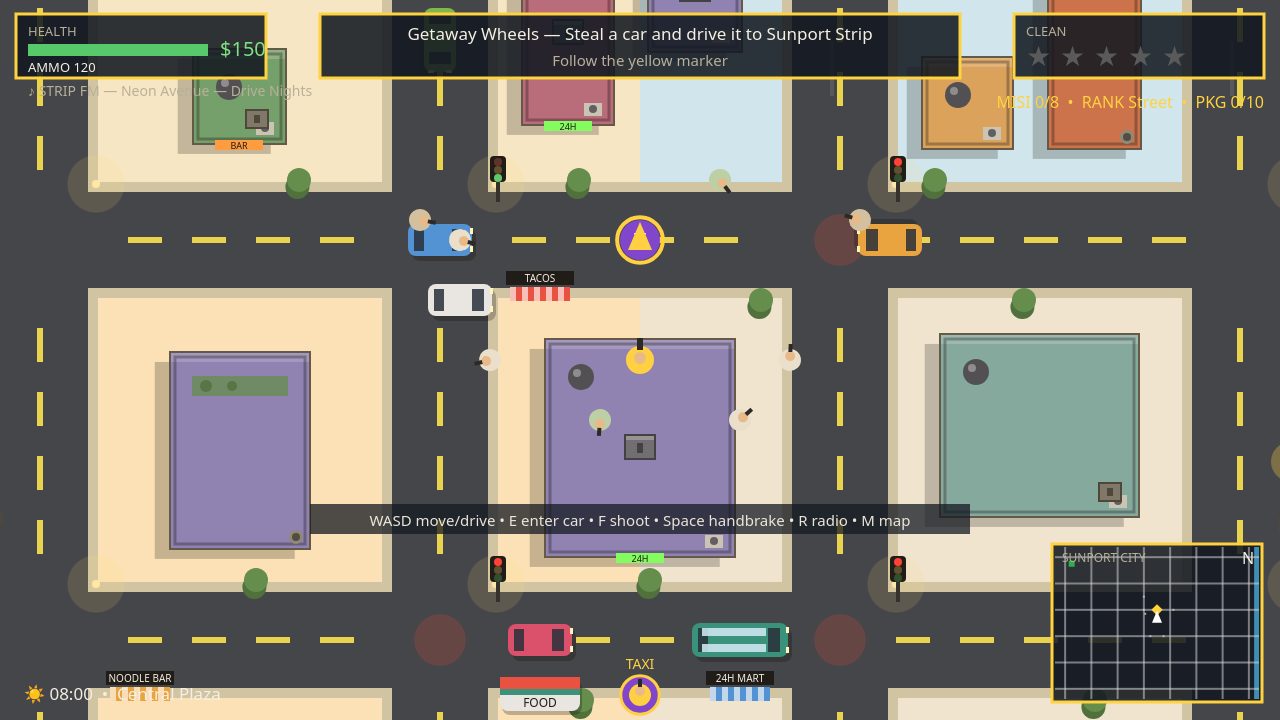 HEALTH
$150
AMMO 120
♪ STRIP FM — Neon Avenue — Drive Nights
Getaway Wheels — Steal a car and drive it to Sunport Strip
Follow the yellow marker
CLEAN
★ ★ ★ ★ ★
MISI 0/8 • RANK Street • PKG 0/10
BAR
24H
TACOS
WASD move/drive • E enter car • F shoot • Space handbrake • R radio • M map
24H
SUNPORT CITY
N
TAXI
NOODLE BAR
24H MART
FOOD
☀️ 08:00 • Central Plaza